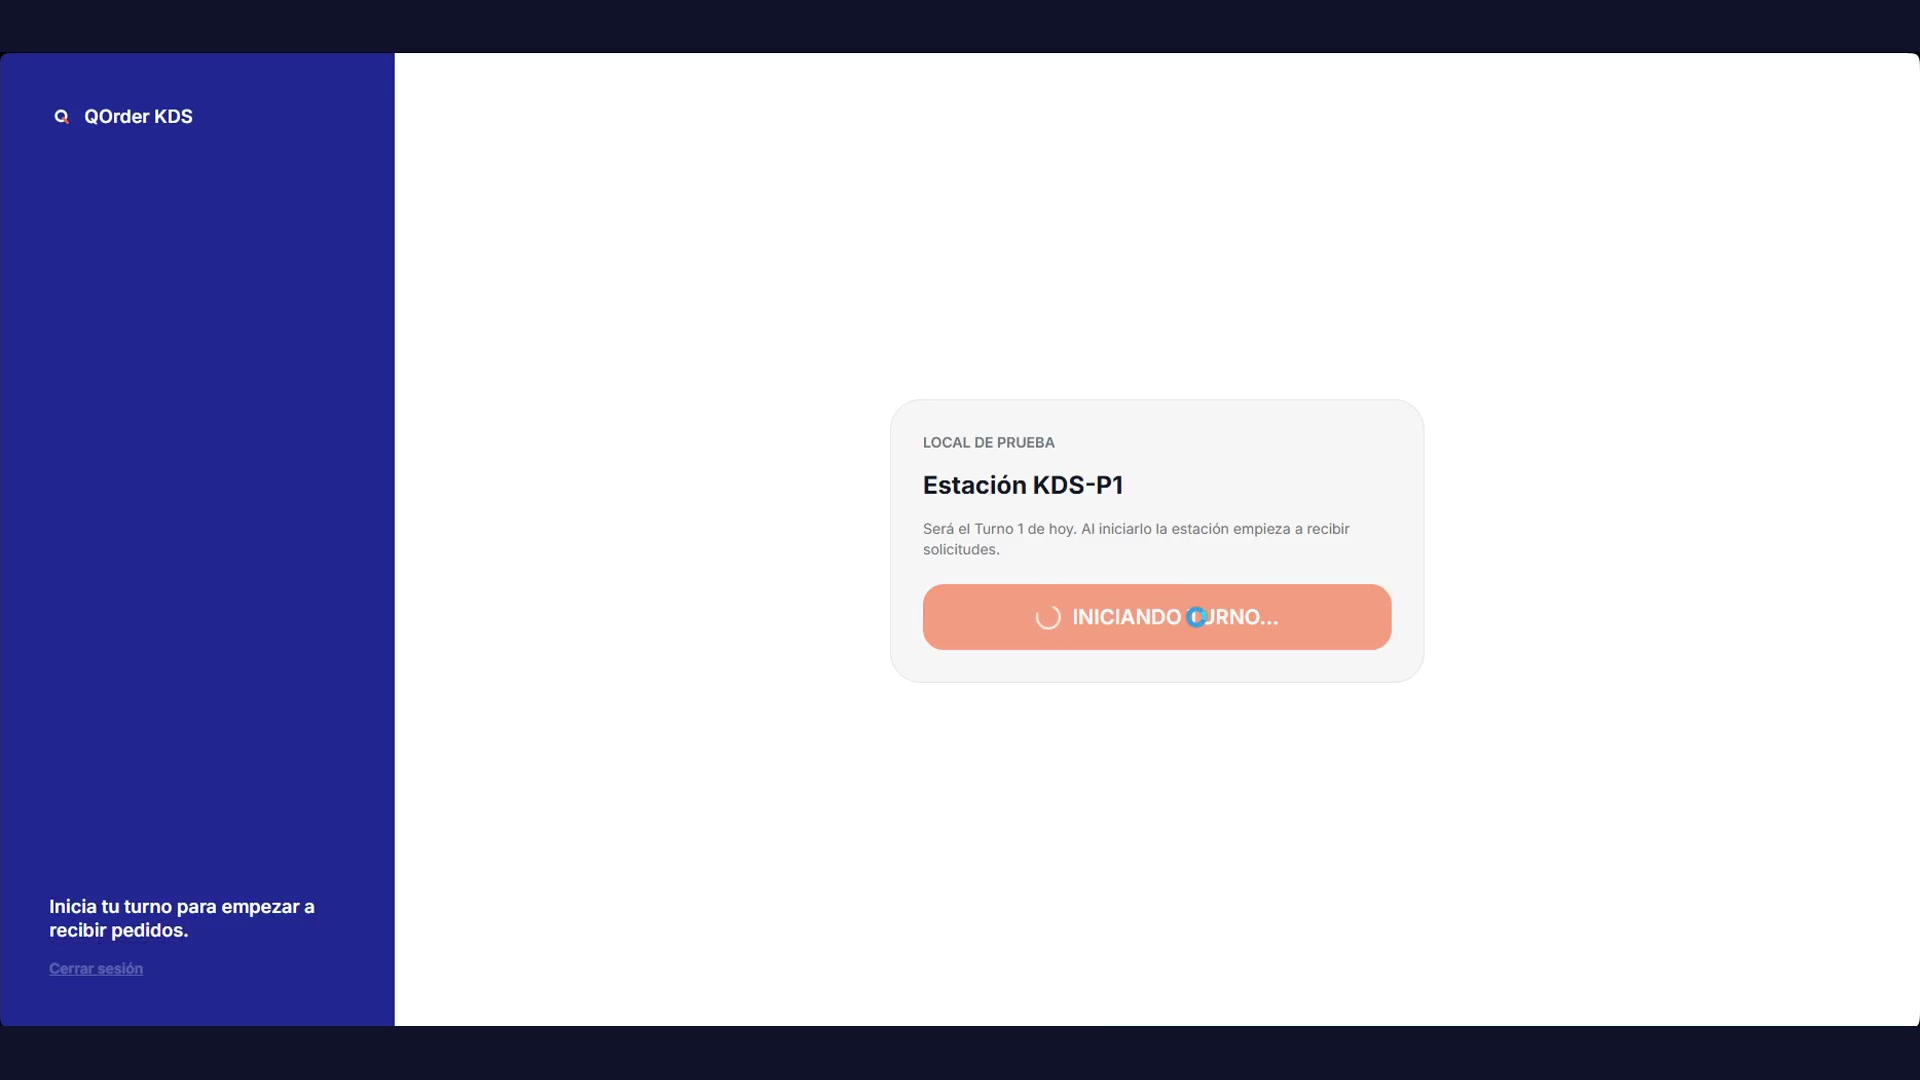 QOrder KDS
LOCAL DE PRUEBA
Estación KDS-P1
Será el Turno 1 de hoy. Al iniciarlo la estación empieza a recibir
solicitudes.
INICIANDO TURNO...
Inicia tu turno para empezar a
recibir pedidos.
Cerrar sesión